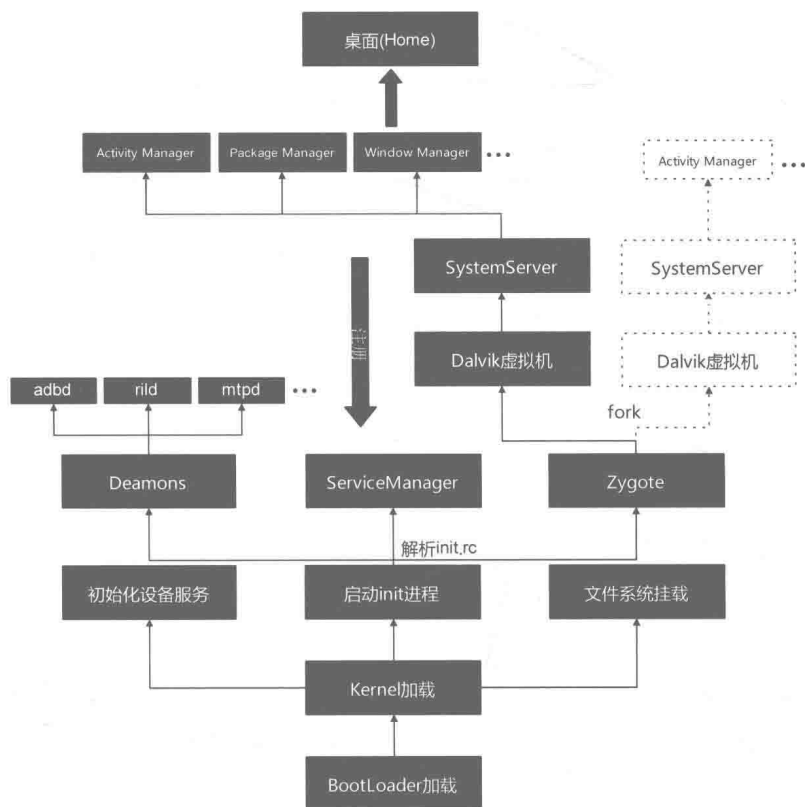 桌面(Home)
Activity Manager
Package Manager
Window Manager
•••
Activity Manager
•••
SystemServer
SystemServer
注册
Dalvik虚拟机
Dalvik虚拟机
adbd
rild
mtpd
•••
fork
Deamons
ServiceManager
Zygote
解析init.rc
初始化设备服务
启动init进程
文件系统挂载
Kernel加载
BootLoader加载